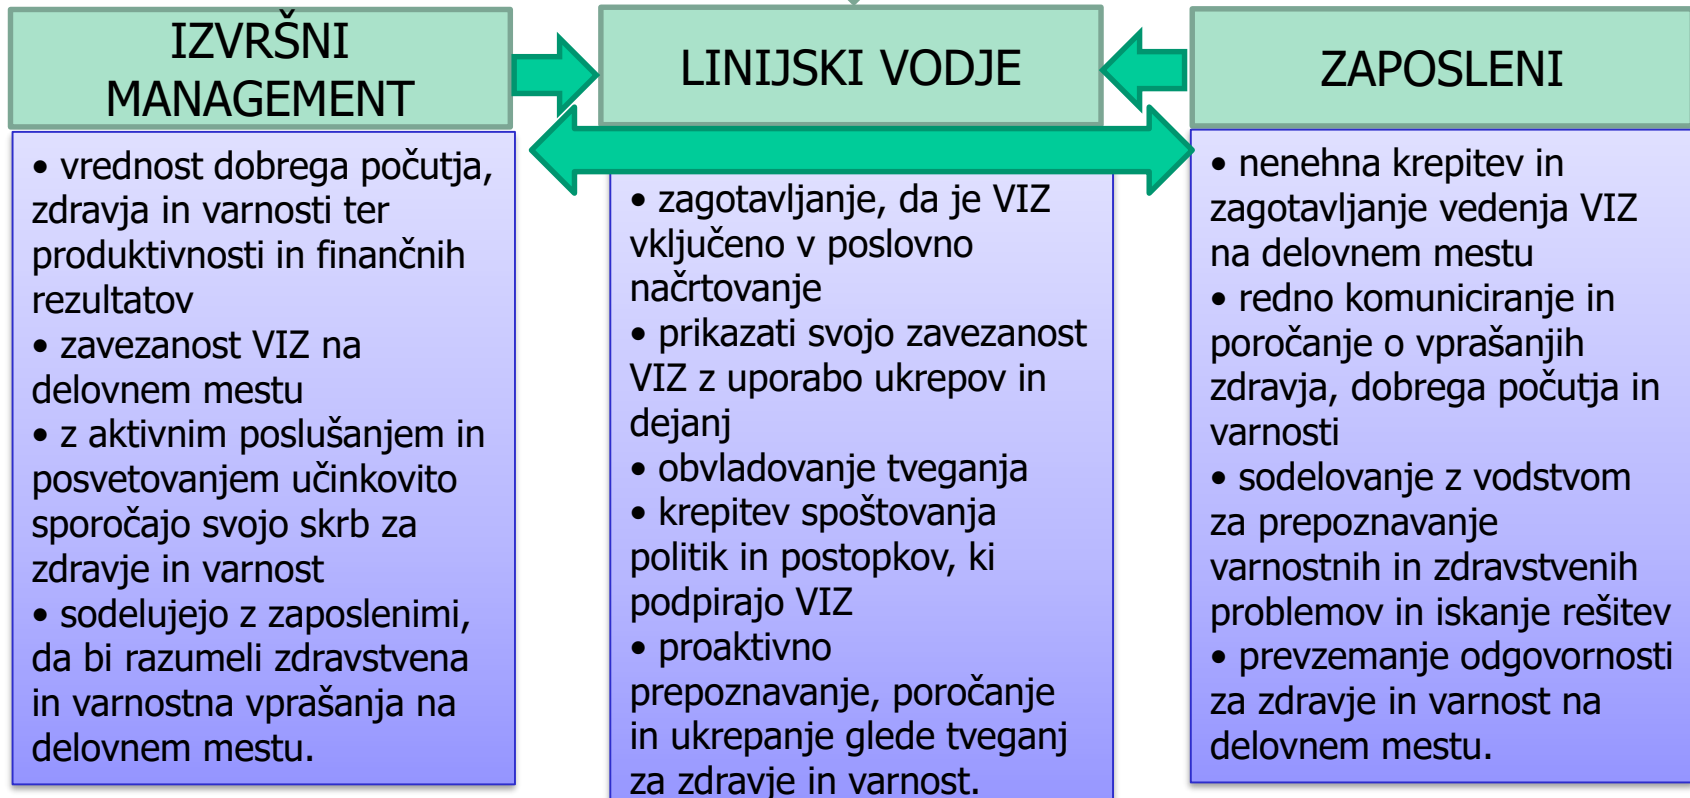 IZVRŠNI
MANAGEMENT
• vrednost dobrega počutja,
zdravja in varnosti ter
produktivnosti in finančnih
rezultatov
• zavezanost VIZ na
delovnem mestu
• z aktivnim poslušanjem in
posvetovanjem učinkovito
sporočajo svojo skrb za
zdravje in varnost
• sodelujejo z zaposlenimi,
da bi razumeli zdravstvena
in varnostna vprašanja na
delovnem mestu.
LINIJSKI VODJE
• zagotavljanje, da je VIZ
vključeno v poslovno
načrtovanje
• prikazati svojo zavezanost
VIZ z uporabo ukrepov in
dejanj
• obvladovanje tveganja
• krepitev spoštovanja
politik in postopkov, ki
podpirajo VIZ
• proaktivno
prepoznavanje, poročanje
in ukrepanje glede tveganj
za zdravje in varnost.
ZAPOSLENI
• nenehna krepitev in
zagotavljanje vedenja VIZ
na delovnem mestu
• redno komuniciranje in
poročanje o vprašanjih
zdravja, dobrega počutja in
varnosti
• sodelovanje z vodstvom
za prepoznavanje
varnostnih in zdravstvenih
problemov in iskanje rešitev
• prevzemanje odgovornosti
za zdravje in varnost na
delovnem mestu.